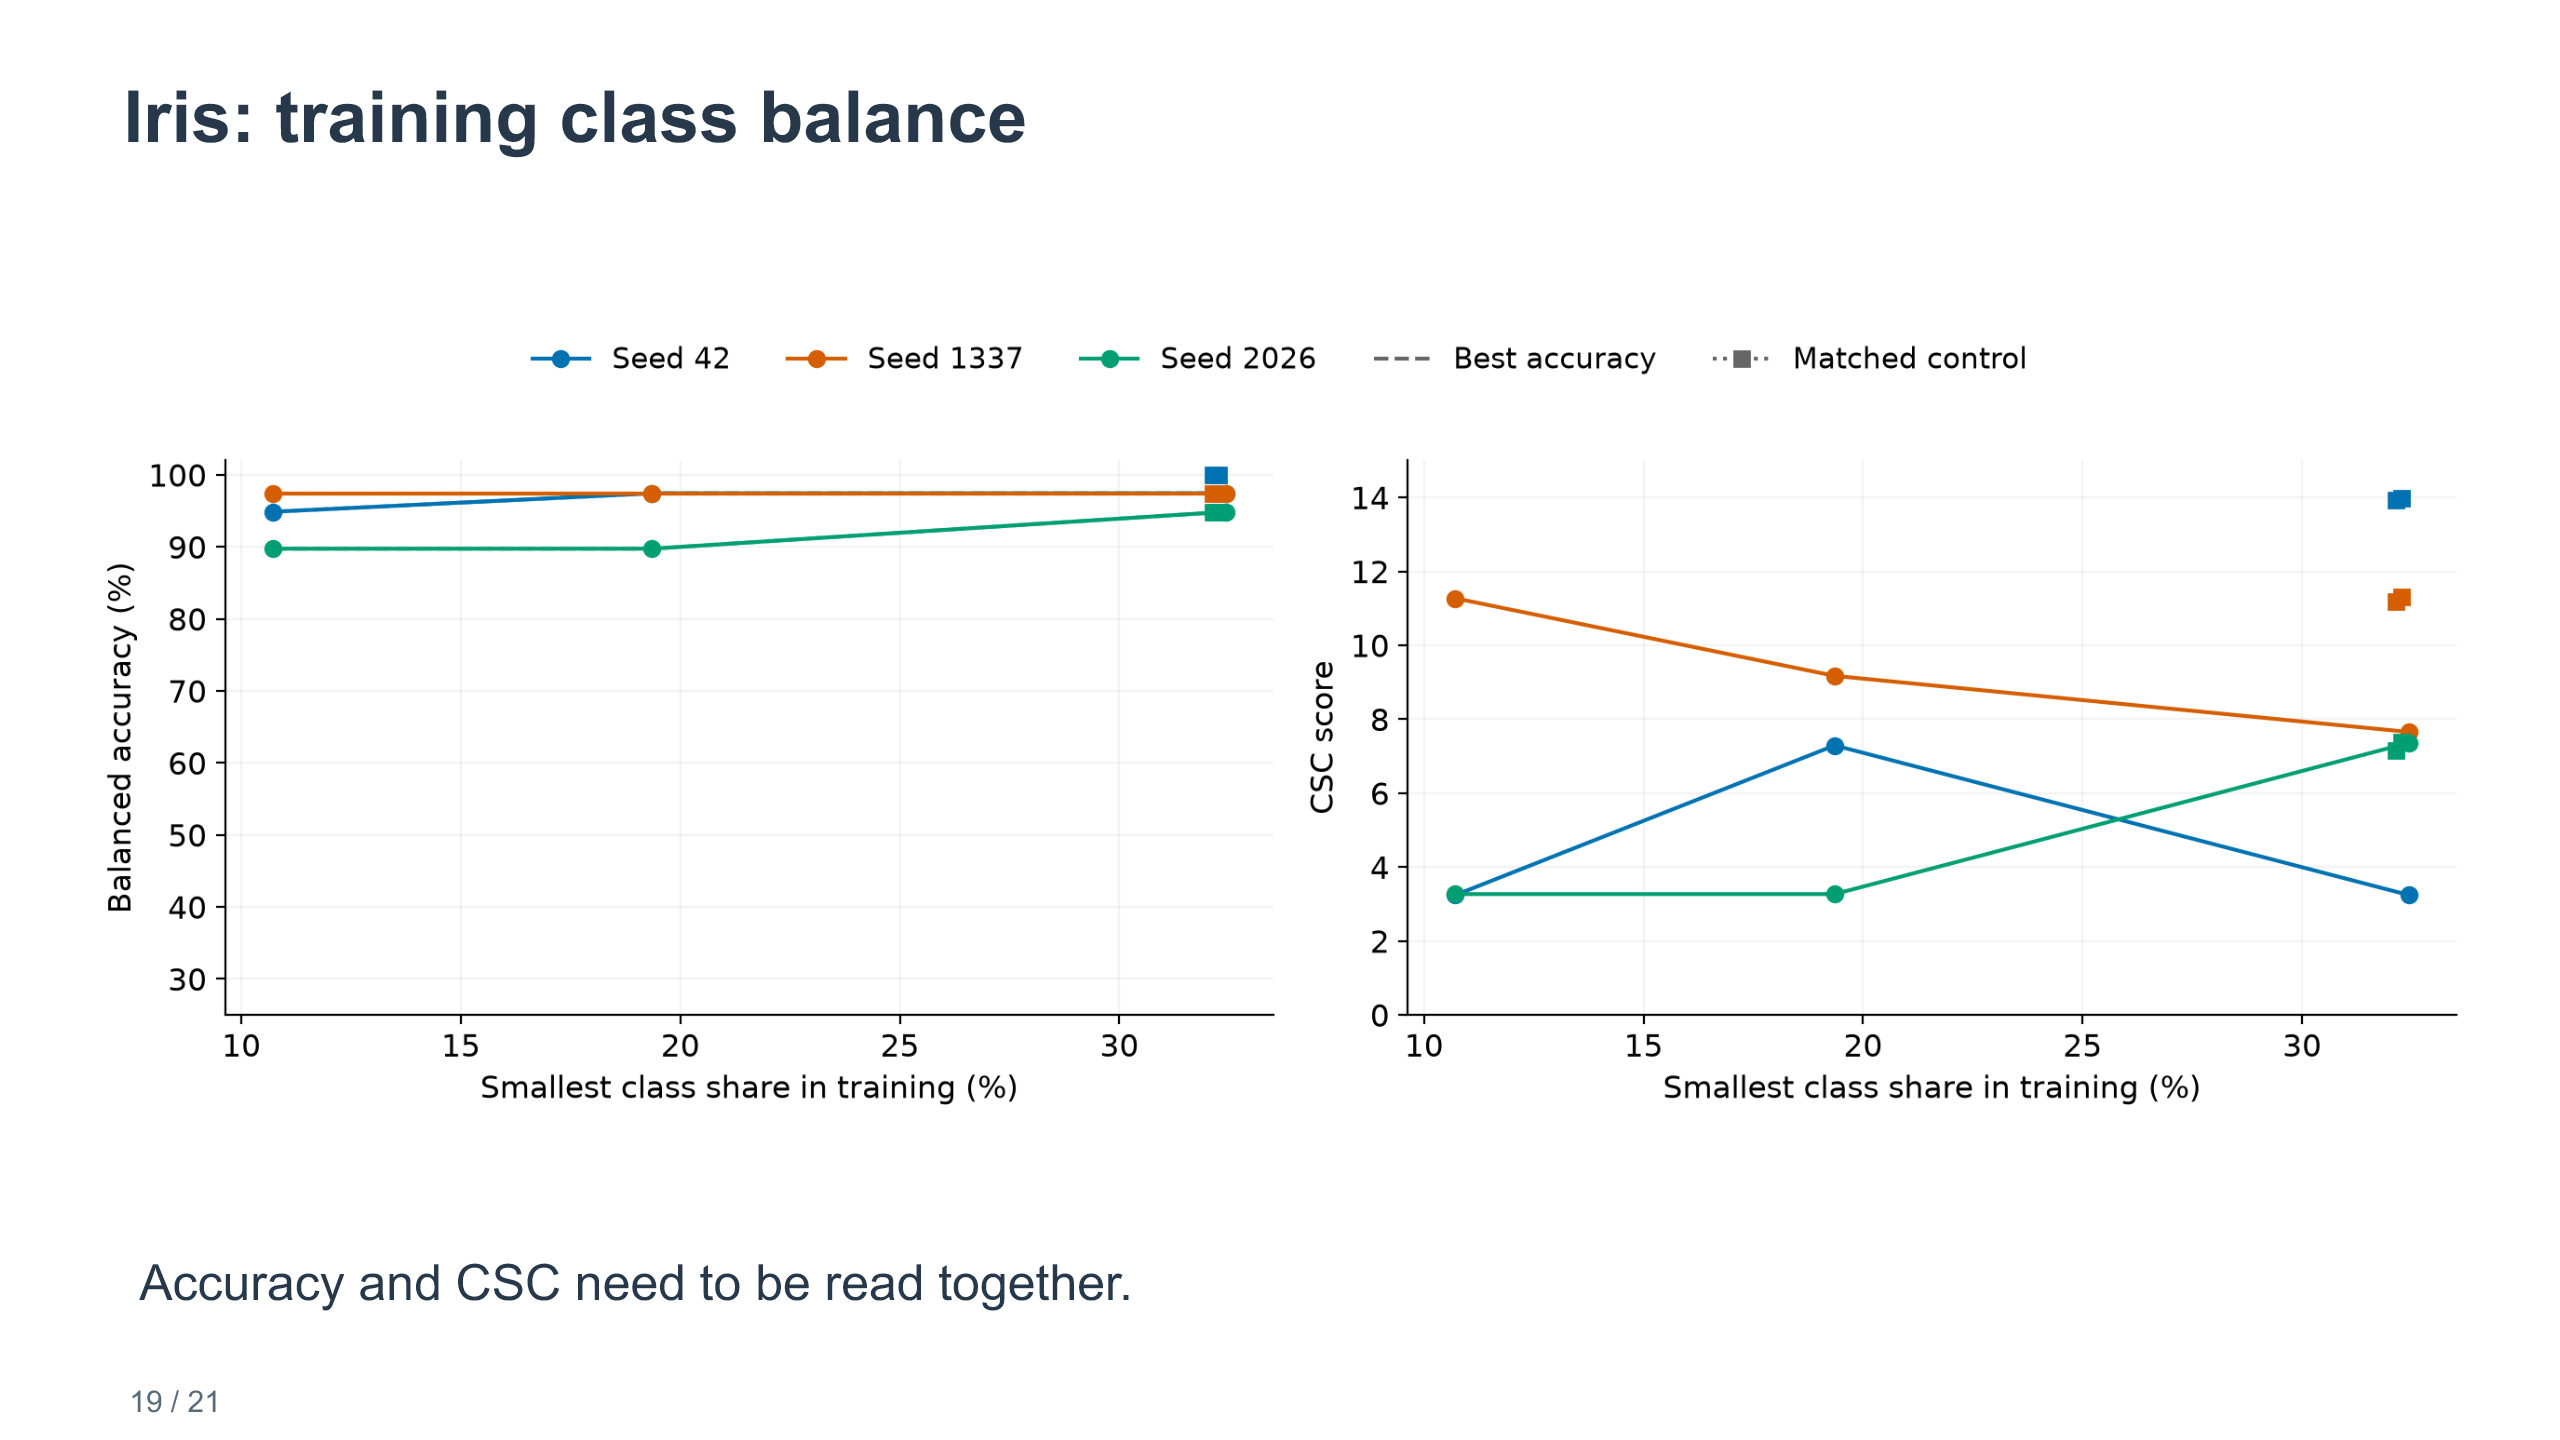 Iris: training class balance
Seed 42 Seed 1337 Seed 2026 Best accuracy Matched control
Balanced accuracy (%)
100
90
80
70
60
50
40
30
10 15 20 25 30
Smallest class share in training (%)
CSC score
14
12
10
8
6
4
2
0
10 15 20 25 30
Smallest class share in training (%)
Accuracy and CSC need to be read together.
19 / 21